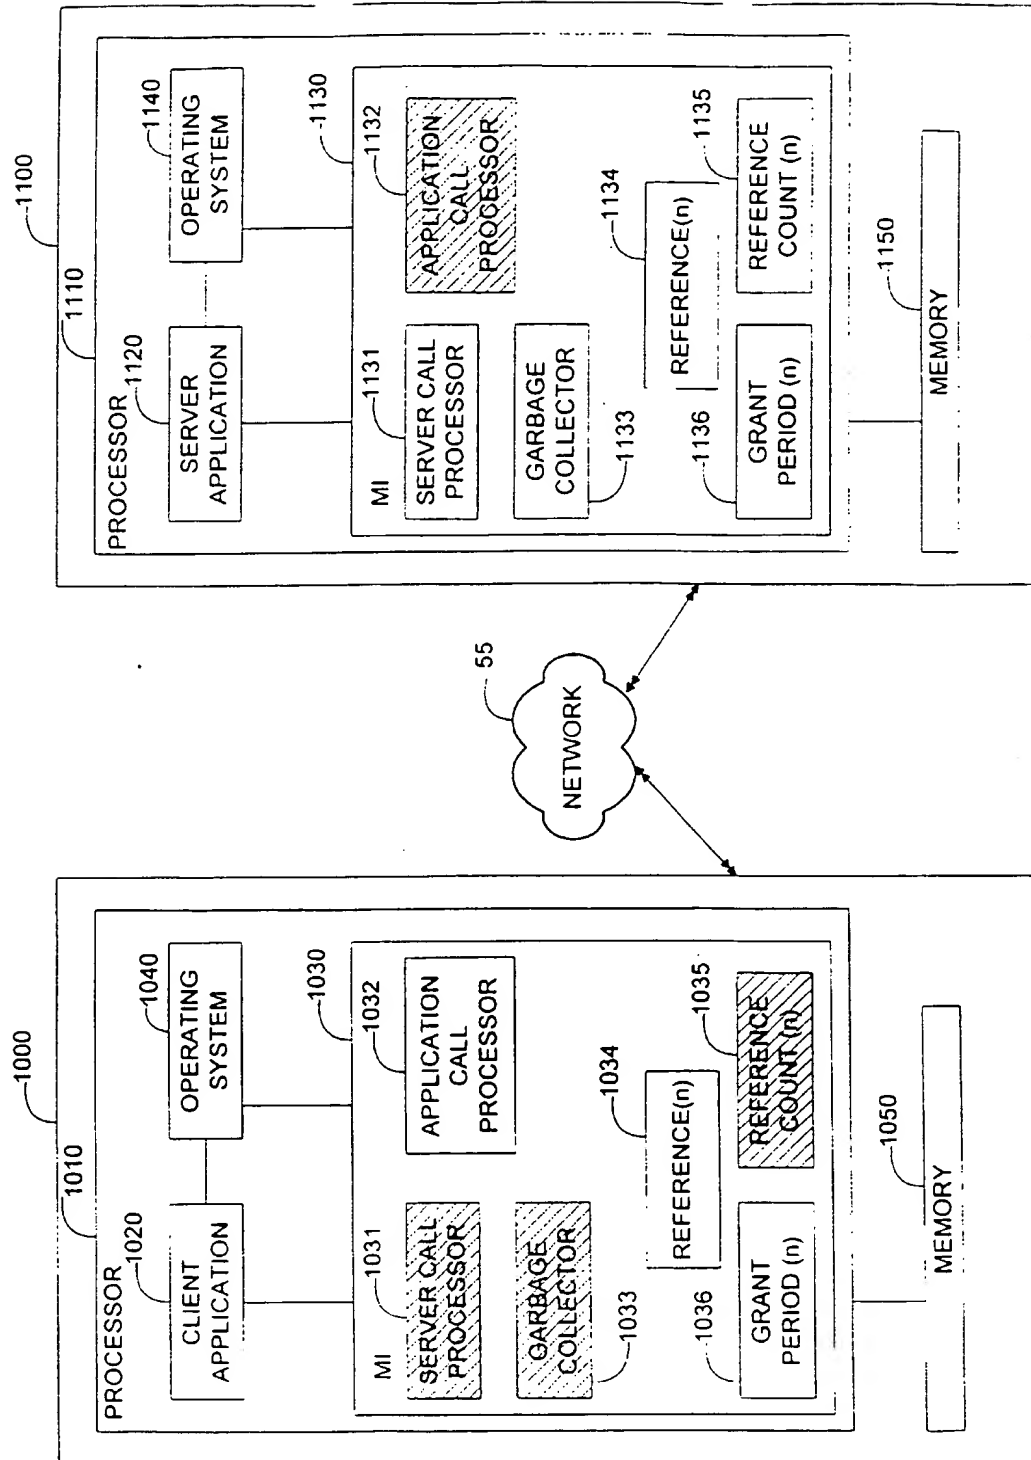 1000
1010
PROCESSOR
1020
CLIENT
APPLICATION
1040
OPERATING
SYSTEM
1030
MI
1031
SERVER CALL
PROCESSOR
1032
APPLICATION
CALL
PROCESSOR
GARBAGE
COLLECTOR
1033
1034
REFERENCE(n)
1036
GRANT
PERIOD (n)
1035
REFERENCE
COUNT (n)
1050
MEMORY
55
NETWORK
1100
1110
PROCESSOR
1120
SERVER
APPLICATION
1140
OPERATING
SYSTEM
1130
MI
1131
SERVER CALL
PROCESSOR
1132
APPLICATION
CALL
PROCESSOR
GARBAGE
COLLECTOR
1133
1134
REFERENCE(n)
1136
GRANT
PERIOD (n)
1135
REFERENCE
COUNT (n)
1150
MEMORY